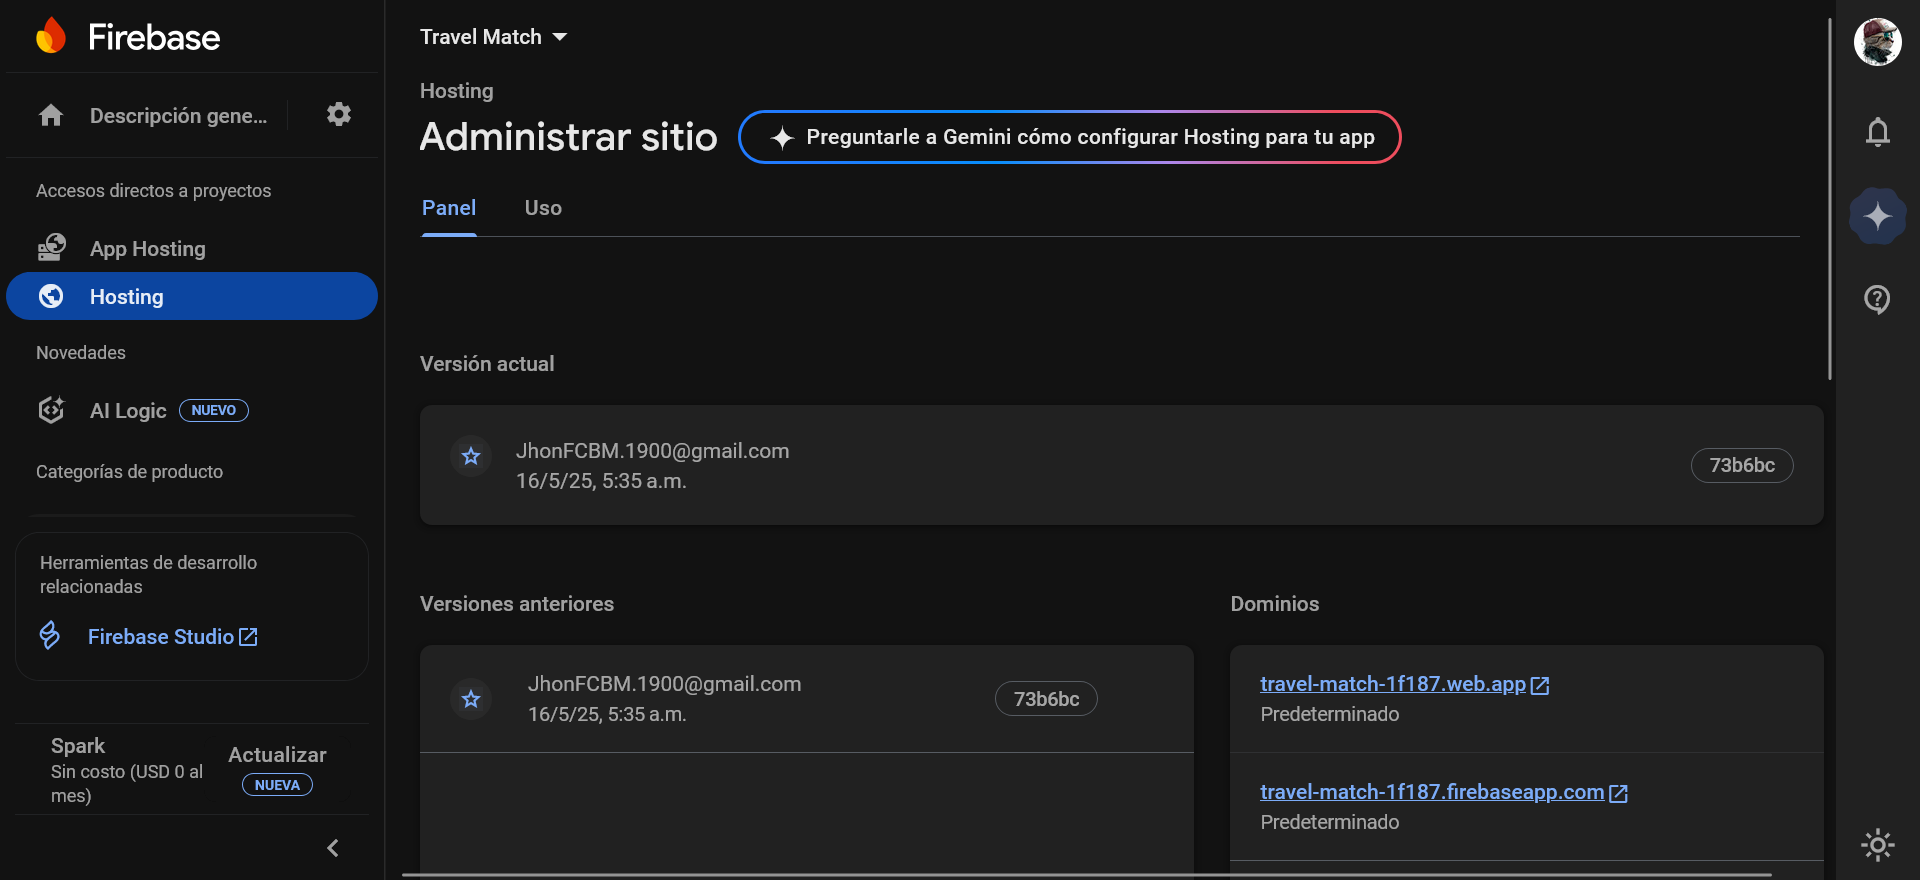 Firebase
Descripción gene...
Accesos directos a proyectos
App Hosting
Hosting
Novedades
AI Logic NUEVO
Categorías de producto
Herramientas de desarrollo
relacionadas
Firebase Studio
Spark
Sin costo (USD 0 al
mes)
Actualizar
NUEVA
Travel Match
Hosting
Administrar sitio
Preguntarle a Gemini cómo configurar Hosting para tu app
Panel Uso
Versión actual
JhonFCBM.1900@gmail.com
16/5/25, 5:35 a.m.
73b6bc
Versiones anteriores
JhonFCBM.1900@gmail.com
16/5/25, 5:35 a.m.
73b6bc
Dominios
travel-match-1f187.web.app
Predeterminado
travel-match-1f187.firebaseapp.com
Predeterminado